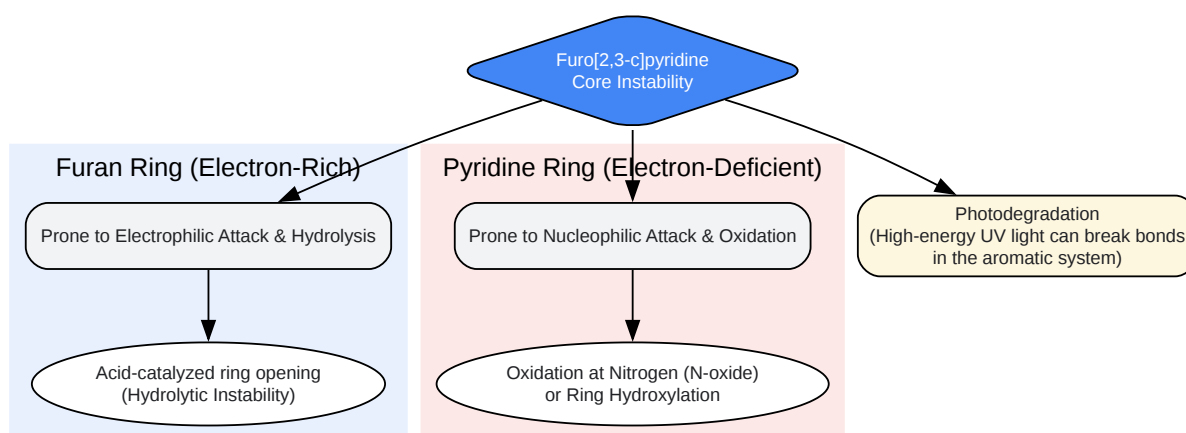 Furo[2,3-c]pyridine
Core Instability
Furan Ring (Electron-Rich)
Pyridine Ring (Electron-Deficient)
Prone to Electrophilic Attack & Hydrolysis
Prone to Nucleophilic Attack & Oxidation
Photodegradation
(High-energy UV light can break bonds
in the aromatic system)
Acid-catalyzed ring opening
(Hydrolytic Instability)
Oxidation at Nitrogen (N-oxide)
or Ring Hydroxylation